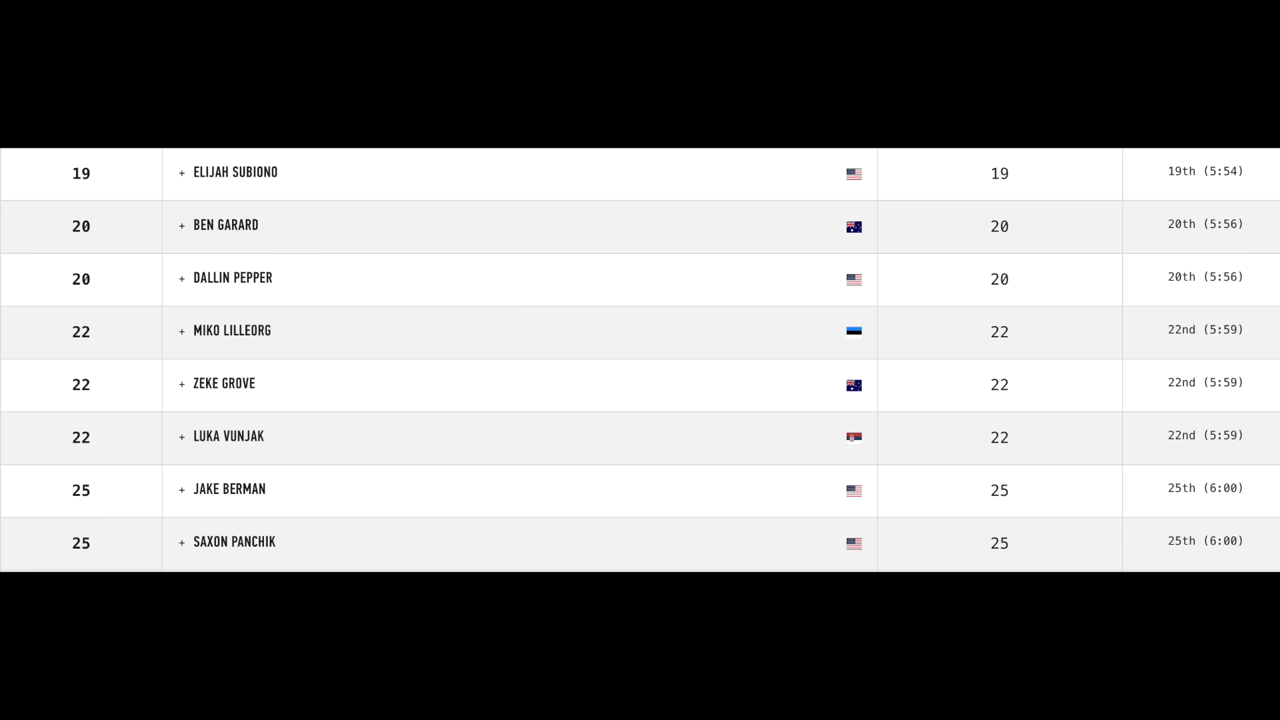 19 + ELIJAH SUBIONO 19 19th (5:54)
20 + BEN GARARD 20 20th (5:56)
20 + DALLIN PEPPER 20 20th (5:56)
22 + MIKO LILLEORG 22 22nd (5:59)
22 + ZEKE GROVE 22 22nd (5:59)
22 + LUKA VUNJAK 22 22nd (5:59)
25 + JAKE BERMAN 25 25th (6:00)
25 + SAXON PANCHIK 25 25th (6:00)